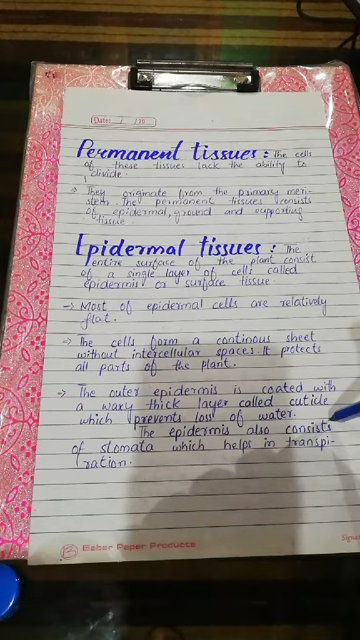 Date: / /20
Permanent tissues: The cells
of these tissues lack the ability to
divide.
→ They originate from the primary meri-
stem. The permanent tissues consists
of epidermal, ground and supporting
tissue
Epidermal tissues: The
entire surface of the plant consist
of a single layer of cells called
epidermis or surface tissue.
→ Most of epidermal cells are relatively
flat.
→ The cells form a continous sheet
without intercellular spaces. It protects
all parts of the plant.
→ The outer epidermis is coated with
a waxy thick layer called cuticle
which prevents loss of water.
The epidermis also consists
of stomata which helps in transpi-
ration.
Baber Paper Products